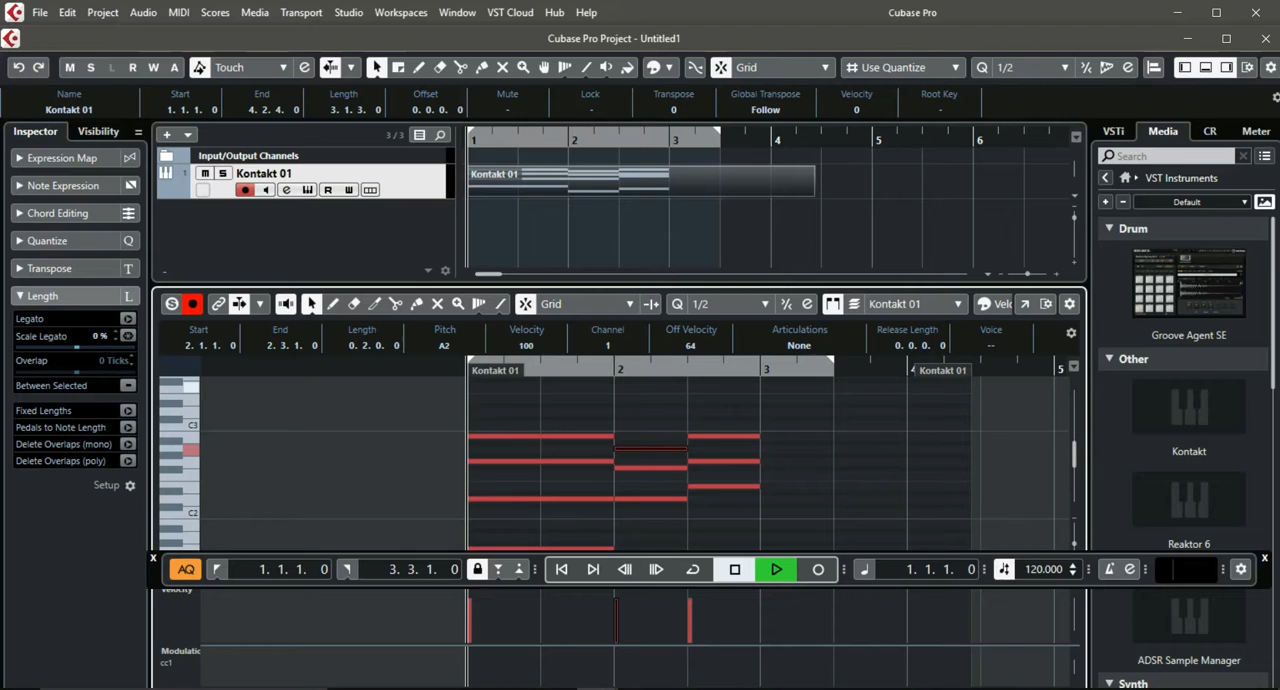 File Edit Project Audio MIDI Scores Media Transport Studio Workspaces Window VST Cloud Hub Help Cubase Pro
Cubase Pro Project - Untitled1
M S L R W A Touch Grid Use Quantize 1/2
Name Start End Length Offset Mute Lock Transpose Global Transpose Velocity Root Key
Kontakt 01 1. 1. 1. 0 4. 2. 4. 0 3. 1. 3. 0 0. 0. 0. 0 - - 0 Follow 0 -
Inspector Visibility 3 / 3 1 2 3 4 5 6 VSTi Media CR Meter
Expression Map
Note Expression
Chord Editing
Quantize Q
Transpose T
Length L
Legato
Scale Legato 0 %
Overlap 0 Ticks
Between Selected
Fixed Lengths
Pedals to Note Length
Delete Overlaps (mono)
Delete Overlaps (poly)
Setup
Input/Output Channels
1 M S Kontakt 01
R W
Kontakt 01
Search
VST Instruments
Default
Drum
Groove Agent SE
Other
Kontakt
Reaktor 6
ADSR Sample Manager
Synth
S Grid Q 1/2 Kontakt 01 Velc
Start End Length Pitch Velocity Channel Off Velocity Articulations Release Length Voice
2. 1. 1. 0 2. 3. 1. 0 0. 2. 0. 0 A2 100 1 64 None 0. 0. 0. 0 --
Kontakt 01 2 3 4 Kontakt 01 5
C3
C2
AQ 1. 1. 1. 0 3. 3. 1. 0 1. 1. 1. 0 120.000
Velocity
Modulatic
cc1